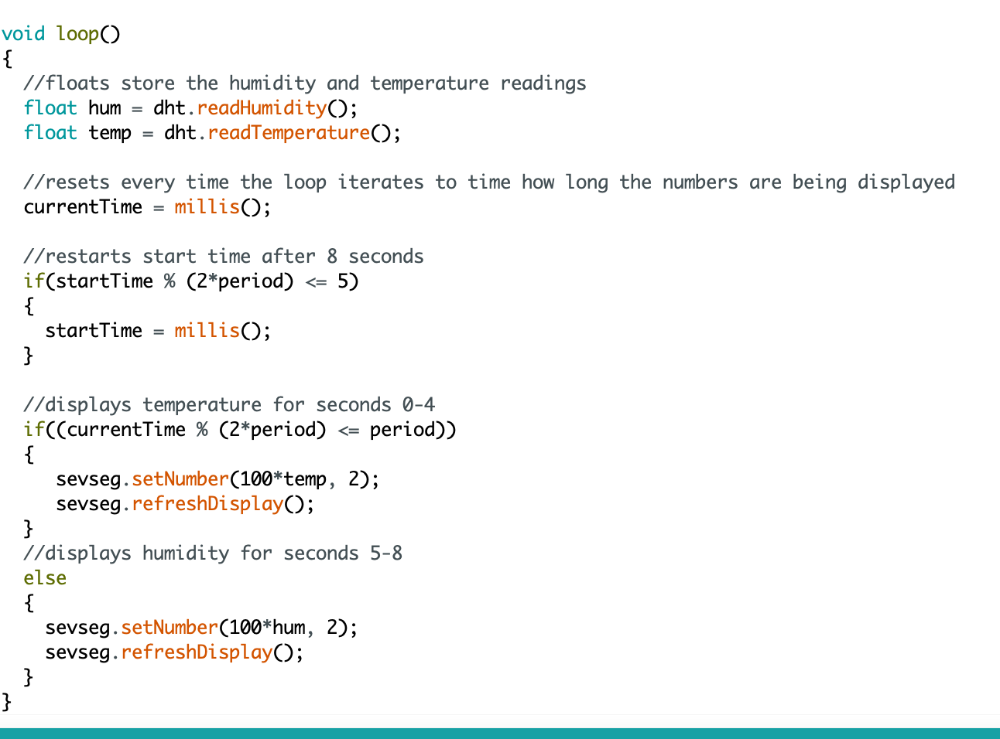 void loop()
{
  //floats store the humidity and temperature readings
  float hum = dht.readHumidity();
  float temp = dht.readTemperature();

  //resets every time the loop iterates to time how long the numbers are being displayed
  currentTime = millis();

  //restarts start time after 8 seconds
  if(startTime % (2*period) <= 5)
  {
    startTime = millis();
  }

  //displays temperature for seconds 0-4
  if((currentTime % (2*period) <= period))
  {
     sevseg.setNumber(100*temp, 2);
     sevseg.refreshDisplay();
  }
  //displays humidity for seconds 5-8
  else
  {
    sevseg.setNumber(100*hum, 2);
    sevseg.refreshDisplay();
  }
}